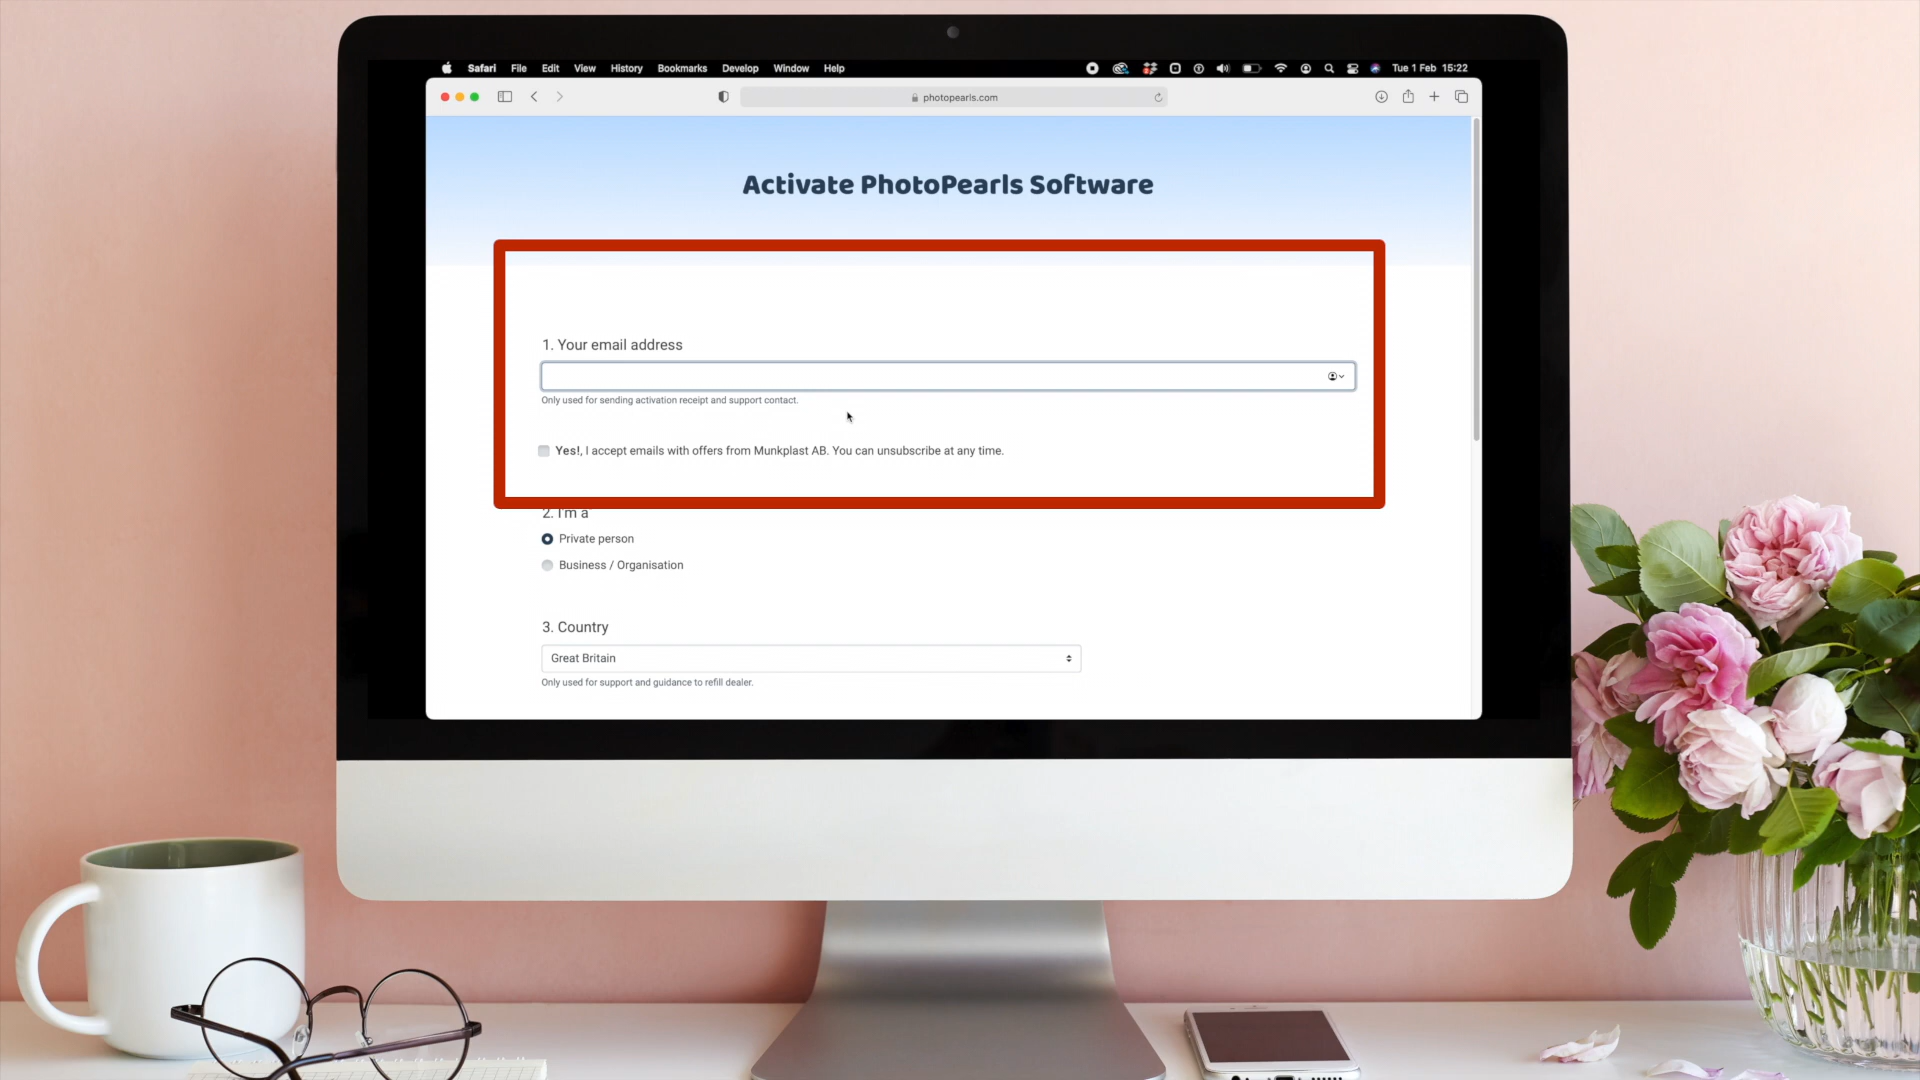 Safari File Edit View History Bookmarks Develop Window Help Tue 1 Feb 15:22
photopearls.com
Activate PhotoPearls Software
1. Your email address
Only used for sending activation receipt and support contact.
Yes!, I accept emails with offers from Munkplast AB. You can unsubscribe at any time.
2. I'm a
Private person
Business / Organisation
3. Country
Great Britain
Only used for support and guidance to refill dealer.